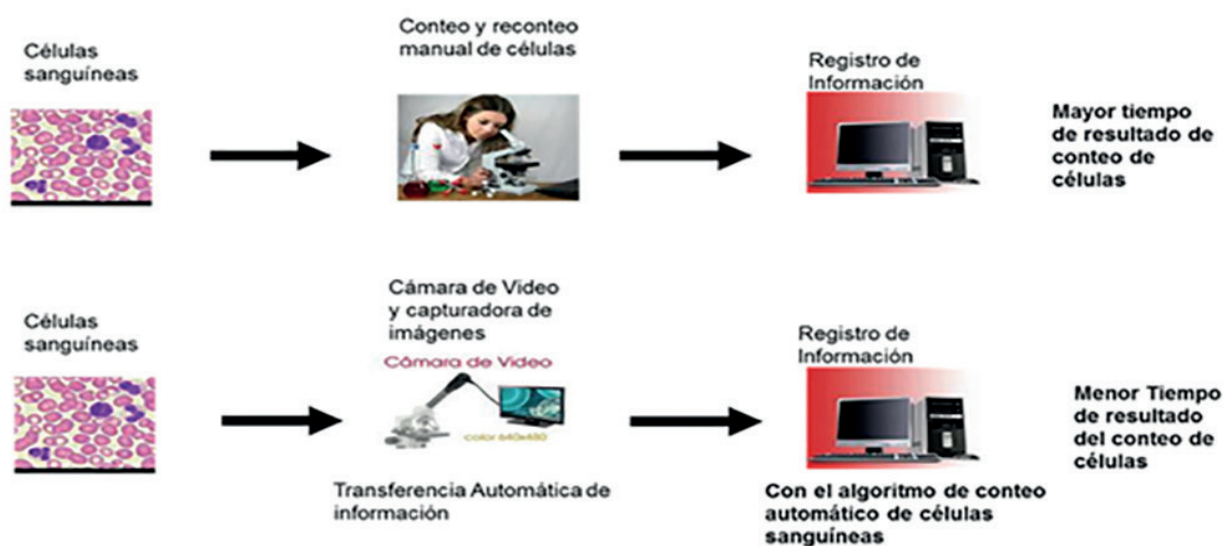 Células
sanguíneas
Conteo y reconteo
manual de células
Registro de
Información
Mayor tiempo
de resultado de
conteo de
células
Células
sanguíneas
Cámara de Video
y capturadora de
imágenes
Cámara de Video
color 640x480
Transferencia Automática de
información
Registro de
Información
Con el algoritmo de conteo
automático de células
sanguíneas
Menor Tiempo
de resultado
del conteo de
células